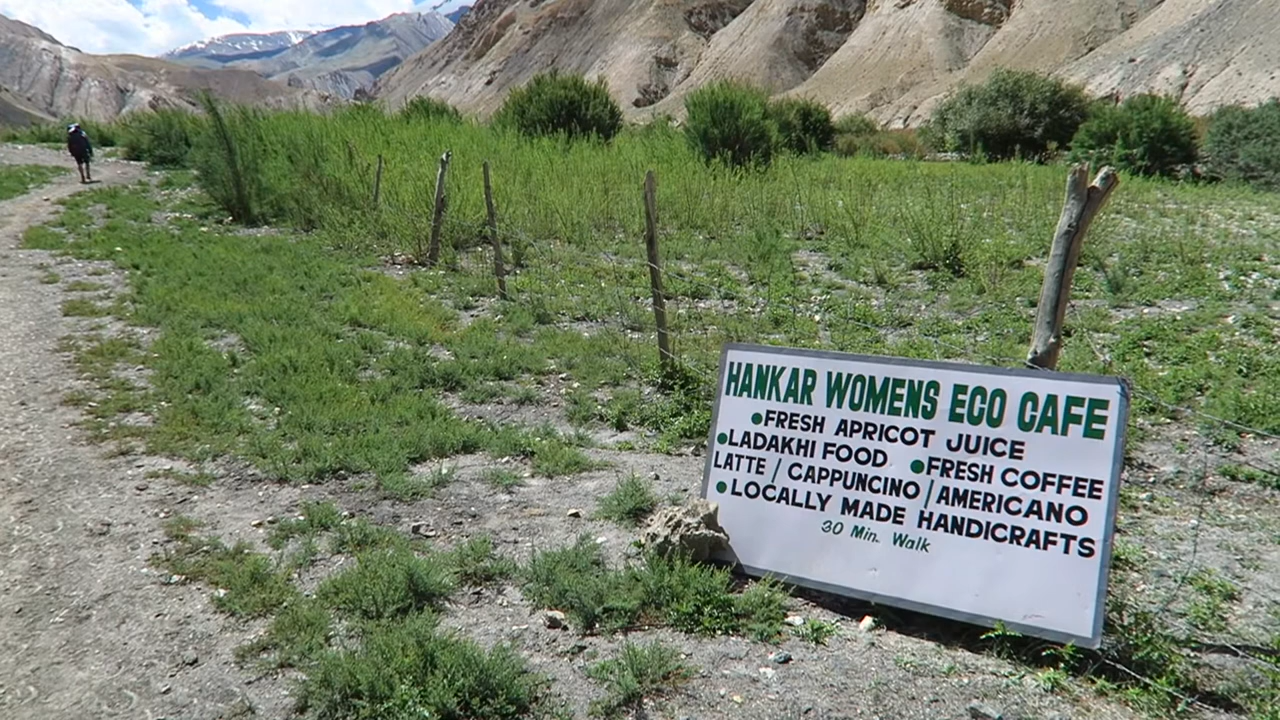 HANKAR WOMENS ECO CAFE
•FRESH APRICOT JUICE
•LADAKHI FOOD •FRESH COFFEE
LATTE / CAPPUCCINO / AMERICANO
•LOCALLY MADE HANDICRAFTS
30 Min. Walk